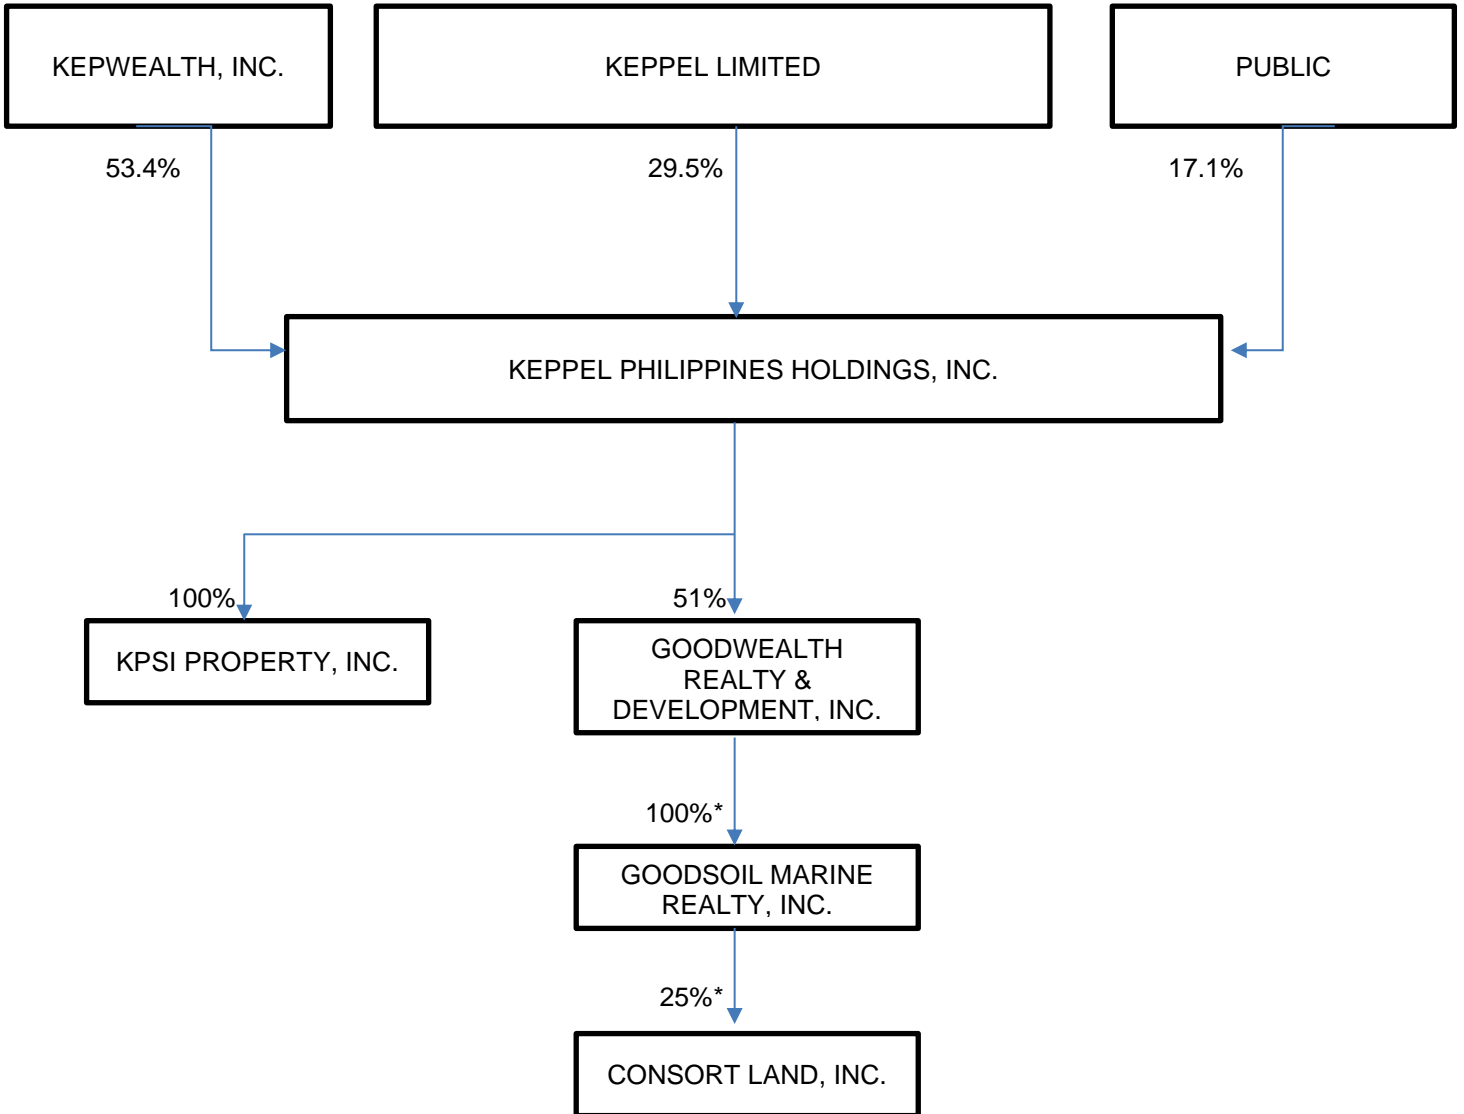 KEPWEALTH, INC.
KEPPEL LIMITED
PUBLIC
53.4%
29.5%
17.1%
KEPPEL PHILIPPINES HOLDINGS, INC.
100%
51%
KPSI PROPERTY, INC.
GOODWEALTH
REALTY &
DEVELOPMENT, INC.
100%*
GOODSOIL MARINE
REALTY, INC.
25%*
CONSORT LAND, INC.